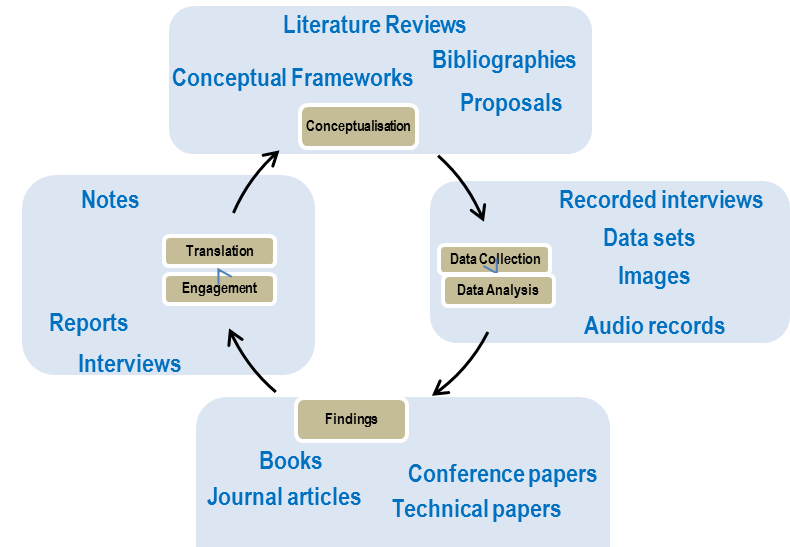 Literature Reviews
Bibliographies
Conceptual Frameworks
Proposals
Conceptualisation
Recorded interviews
Data sets
Images
Audio records
Data Collection
Data Analysis
Findings
Books
Conference papers
Journal articles
Technical papers
Notes
Translation
Engagement
Reports
Interviews